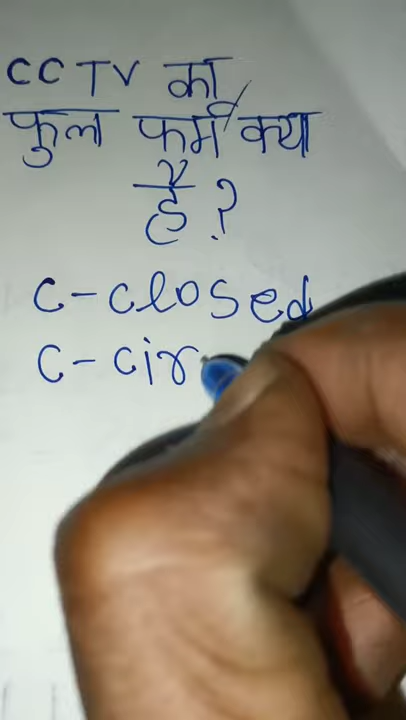 CCTV का
फुल फर्म क्या
है ?
C-closed
C-cir